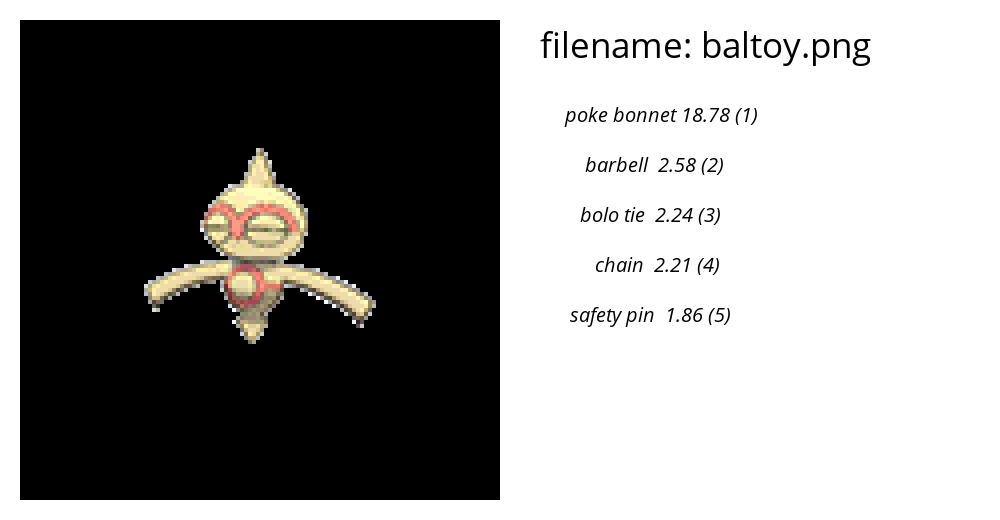 filename: baltoy.png
poke bonnet 18.78 (1)
barbell 2.58 (2)
bolo tie 2.24 (3)
chain 2.21 (4)
safety pin 1.86 (5)